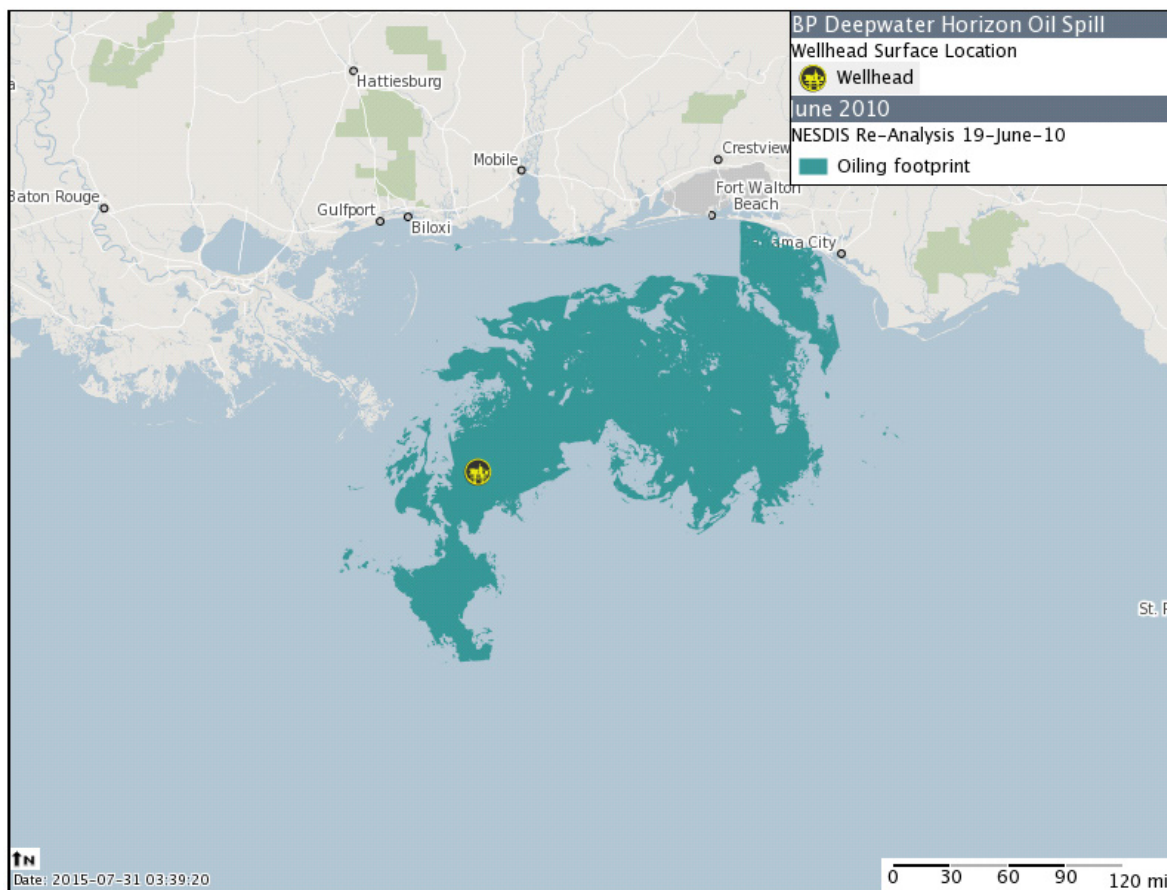 BP Deepwater Horizon Oil Spill
Wellhead Surface Location
Wellhead
June 2010
NESDIS Re-Analysis 19-June-10
Oiling footprint
a
Hattiesburg
Mobile
Crestview
Baton Rouge
Fort Walton
Beach
Gulfport
Biloxi
ama City
St. P
N
Date: 2015-07-31 03:39:20
0 30 60 90 120 mi